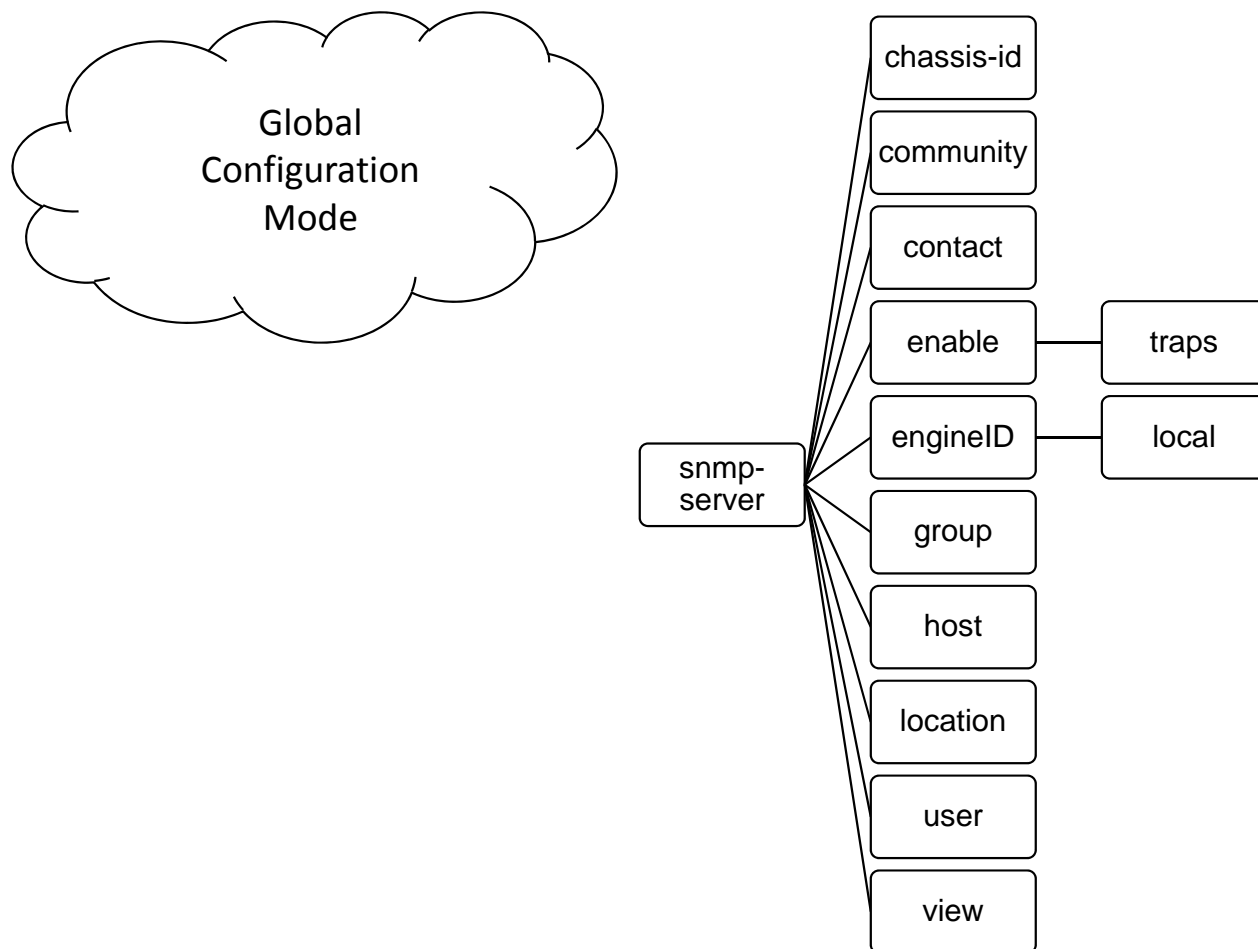 Global
Configuration
Mode
chassis-id
community
contact
enable
traps
engineID
local
snmp-
server
group
host
location
user
view